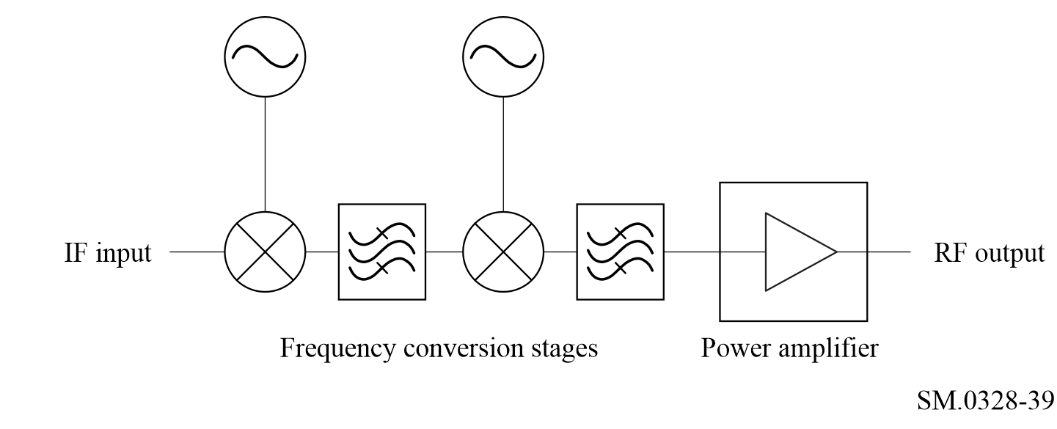 IF input
RF output
Frequency conversion stages
Power amplifier
SM.0328-39